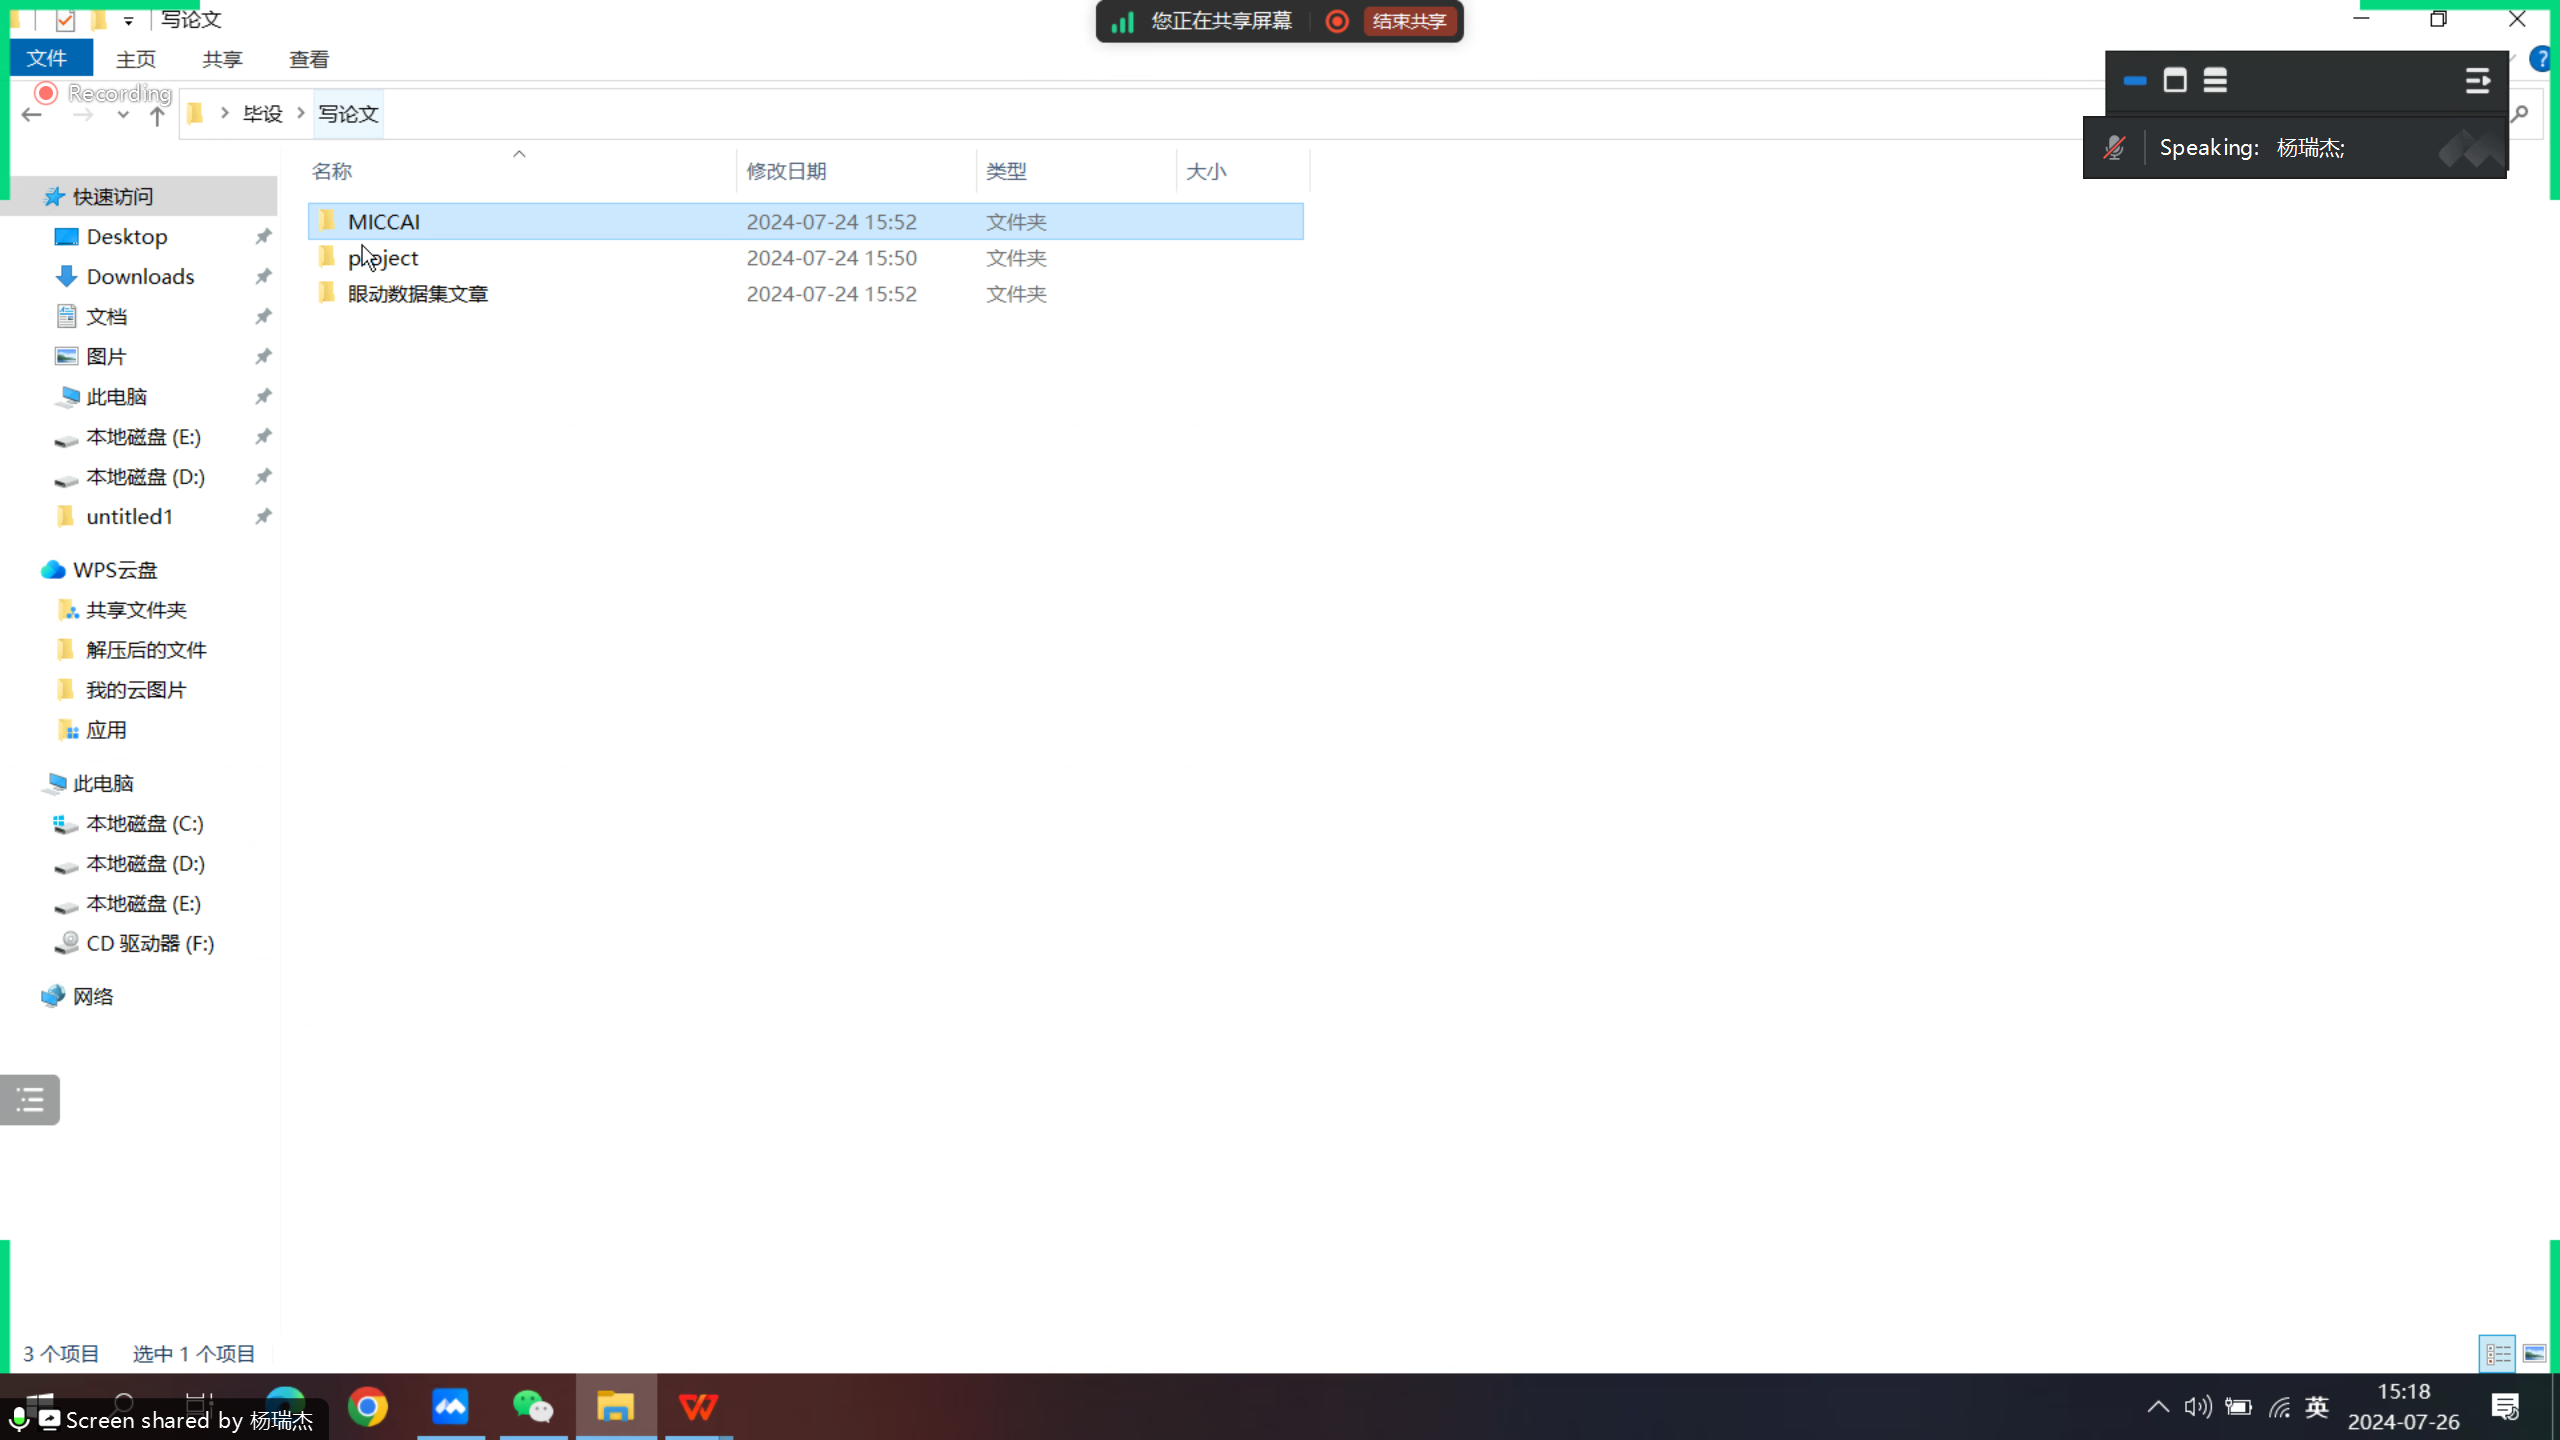 写论文
您正在共享屏幕 结束共享
文件 主页 共享 查看
Recording
毕设 写论文
Speaking: 杨瑞杰;
名称 修改日期 类型 大小
快速访问
Desktop
Downloads
文档
图片
此电脑
本地磁盘 (E:)
本地磁盘 (D:)
untitled1
WPS云盘
共享文件夹
解压后的文件
我的云图片
应用
此电脑
本地磁盘 (C:)
本地磁盘 (D:)
本地磁盘 (E:)
CD 驱动器 (F:)
网络
MICCAI 2024-07-24 15:52 文件夹
project 2024-07-24 15:50 文件夹
眼动数据集文章 2024-07-24 15:52 文件夹
3 个项目 选中 1 个项目
Screen shared by 杨瑞杰
英
15:18
2024-07-26